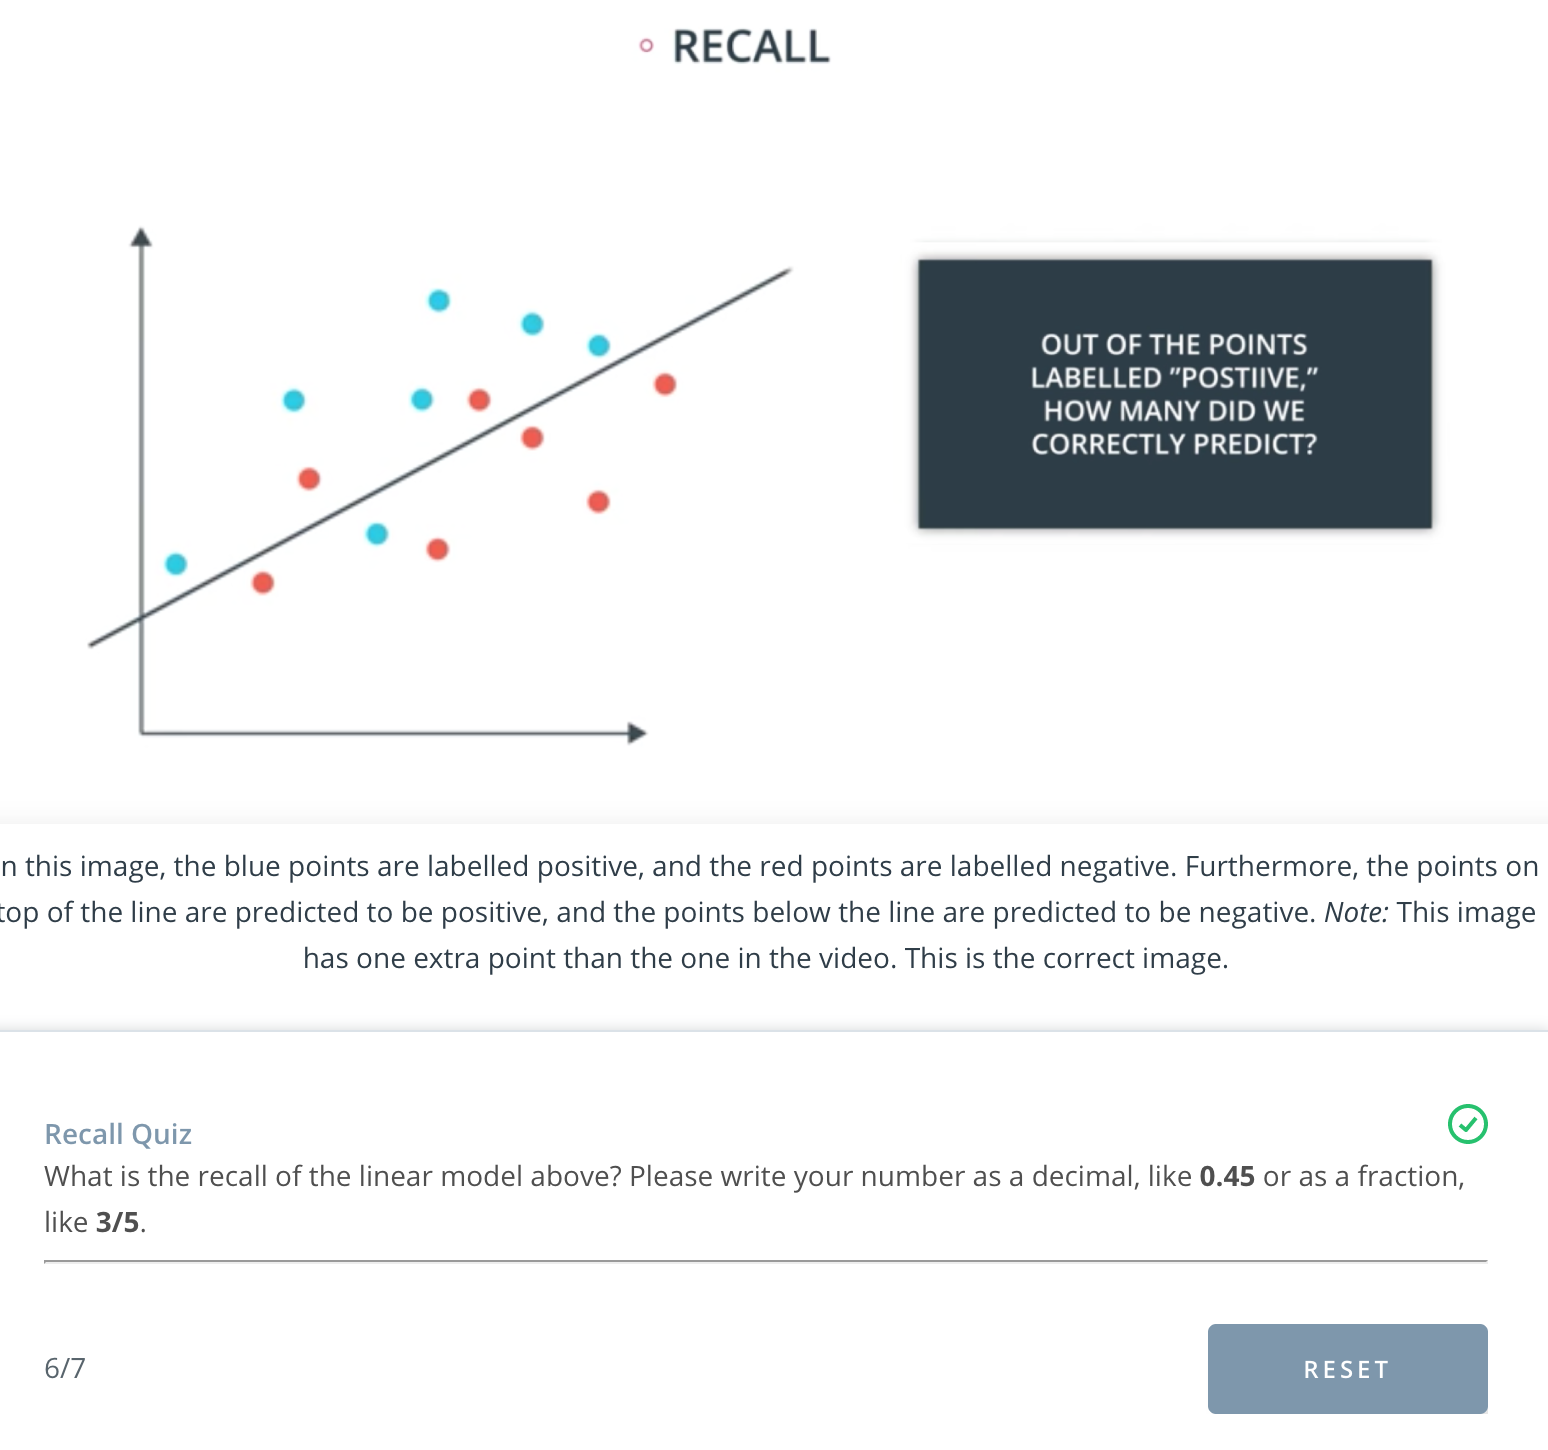 RECALL
OUT OF THE POINTS
LABELLED ”POSTIIVE,”
HOW MANY DID WE
CORRECTLY PREDICT?
n this image, the blue points are labelled positive, and the red points are labelled negative. Furthermore, the points on
top of the line are predicted to be positive, and the points below the line are predicted to be negative. Note: This image
has one extra point than the one in the video. This is the correct image.
Recall Quiz
What is the recall of the linear model above? Please write your number as a decimal, like 0.45 or as a fraction,
like 3/5.
6/7
RESET